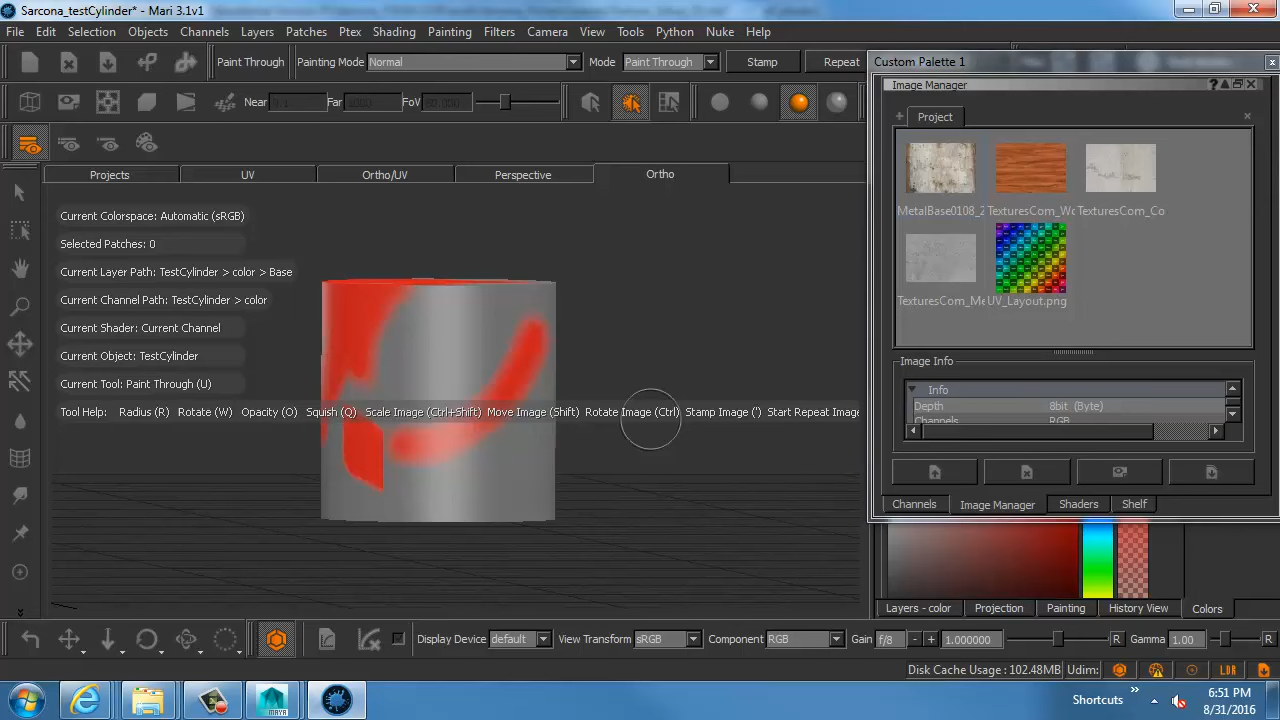 Sarcona_testCylinder* - Mari 3.1v1
File Edit Selection Objects Channels Layers Patches Ptex Shading Painting Filters Camera View Tools Python Nuke Help
Paint Through Painting Mode Normal Mode Paint Through Stamp Repeat
Custom Palette 1
Image Manager
Near 0.1 Far 1000 FoV
Project
Projects UV Ortho/UV Perspective Ortho
MetalBase0108_2 TexturesCom_Wo TexturesCom_Co
TexturesCom_Me UV_Layout.png
Current Colorspace: Automatic (sRGB)
Selected Patches: 0
Current Layer Path: TestCylinder > color > Base
Current Channel Path: TestCylinder > color
Current Shader: Current Channel
Current Object: TestCylinder
Current Tool: Paint Through (U)
Tool Help: Radius (R) Rotate (W) Opacity (O) Squish (Q) Scale Image (Ctrl+Shift) Move Image (Shift) Rotate Image (Ctrl) Stamp Image (') Start Repeat Image
Image Info
Info
Depth 8bit (Byte)
Channels RGB
Channels Image Manager Shaders Shelf
Layers - color Projection Painting History View Colors
Display Device default View Transform sRGB Component RGB Gain f/8 - + 1.000000 R Gamma 1.00 R
Disk Cache Usage : 102.48MB Udim: LDR
MAYA
Shortcuts
6:51 PM
8/31/2016